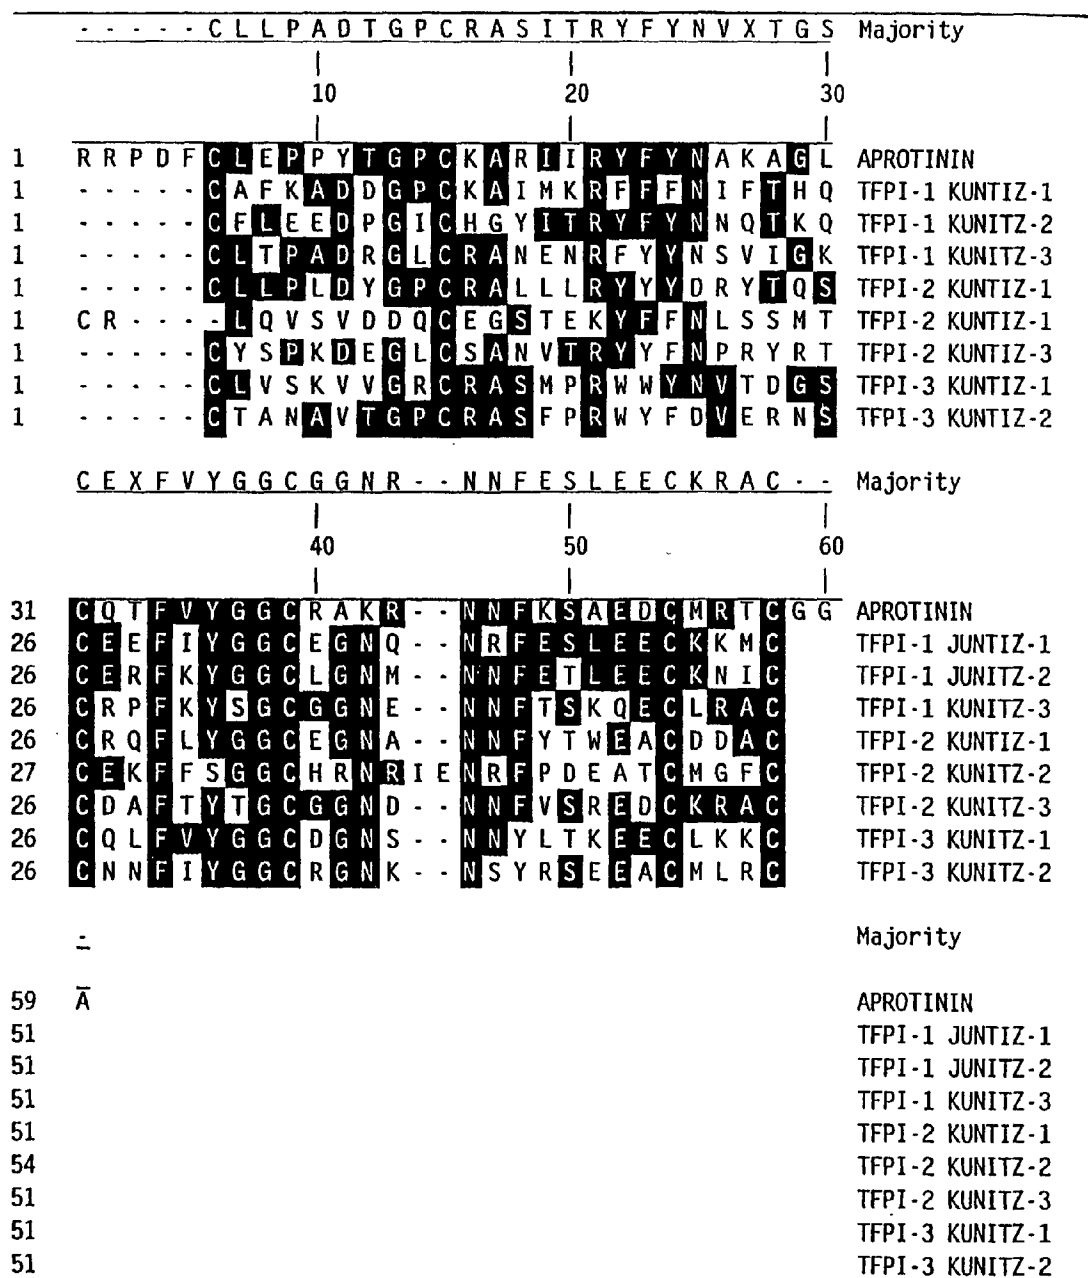 - - - - - C L L P A D T G P C R A S I T R Y F Y N V X T G S Majority
10 20 30
1 R R P D F C L E P P Y T G P C K A R I I R Y F Y N A K A G L APROTININ
1 - - - - - C A F K A D D G P C K A I M K R F F F N I F T H Q TFPI-1 KUNTIZ-1
1 - - - - - C F L E E D P G I C H G Y I T R Y F Y N N Q T K Q TFPI-1 KUNITZ-2
1 - - - - - C L T P A D R G L C R A N E N R F Y Y N S V I G K TFPI-1 KUNITZ-3
1 - - - - - C L L P L D Y G P C R A L L L R Y Y Y D R Y T Q S TFPI-2 KUNTIZ-1
1 C R - - - - L Q V S V D D Q C E G S T E K Y F F N L S S M T TFPI-2 KUNITZ-1
1 - - - - - C Y S P K D E G L C S A N V T R Y Y F N P R Y R T TFPI-2 KUNITZ-3
1 - - - - - C L V S K V V G R C R A S M P R W W Y N V T D G S TFPI-3 KUNITZ-1
1 - - - - - C T A N A V T G P C R A S F P R W Y F D V E R N S TFPI-3 KUNITZ-2
C E X F V Y G G C G G N R - - N N F E S L E E C K R A C - - Majority
40 50 60
31 C Q T F V Y G G C R A K R - - N N F K S A E D C M R T C G G APROTININ
26 C E E F I Y G G C E G N Q - - N R F E S L E E C K K M C TFPI-1 JUNTIZ-1
26 C E R F K Y G G C L G N M - - N N F E T L E E C K N I C TFPI-1 JUNITZ-2
26 C R P F K Y S G C G G N E - - N N F T S K Q E C L R A C TFPI-1 KUNITZ-3
26 C R Q F L Y G G C E G N A - - N N F Y T W E A C D D A C TFPI-2 KUNTIZ-1
27 C E K F F S G G C H R N R I E N R F P D E A T C M G F C TFPI-2 KUNITZ-2
26 C D A F T Y T G C G G N D - - N N F V S R E D C K R A C TFPI-2 KUNITZ-3
26 C Q L F V Y G G C D G N S - - N N Y L T K E E C L K K C TFPI-3 KUNITZ-1
26 C N N F I Y G G C R G N K - - N S Y R S E E A C M L R C TFPI-3 KUNITZ-2
- Majority
59 A APROTININ
51 TFPI-1 JUNTIZ-1
51 TFPI-1 JUNITZ-2
51 TFPI-1 KUNITZ-3
51 TFPI-2 KUNTIZ-1
54 TFPI-2 KUNITZ-2
51 TFPI-2 KUNITZ-3
51 TFPI-3 KUNITZ-1
51 TFPI-3 KUNITZ-2